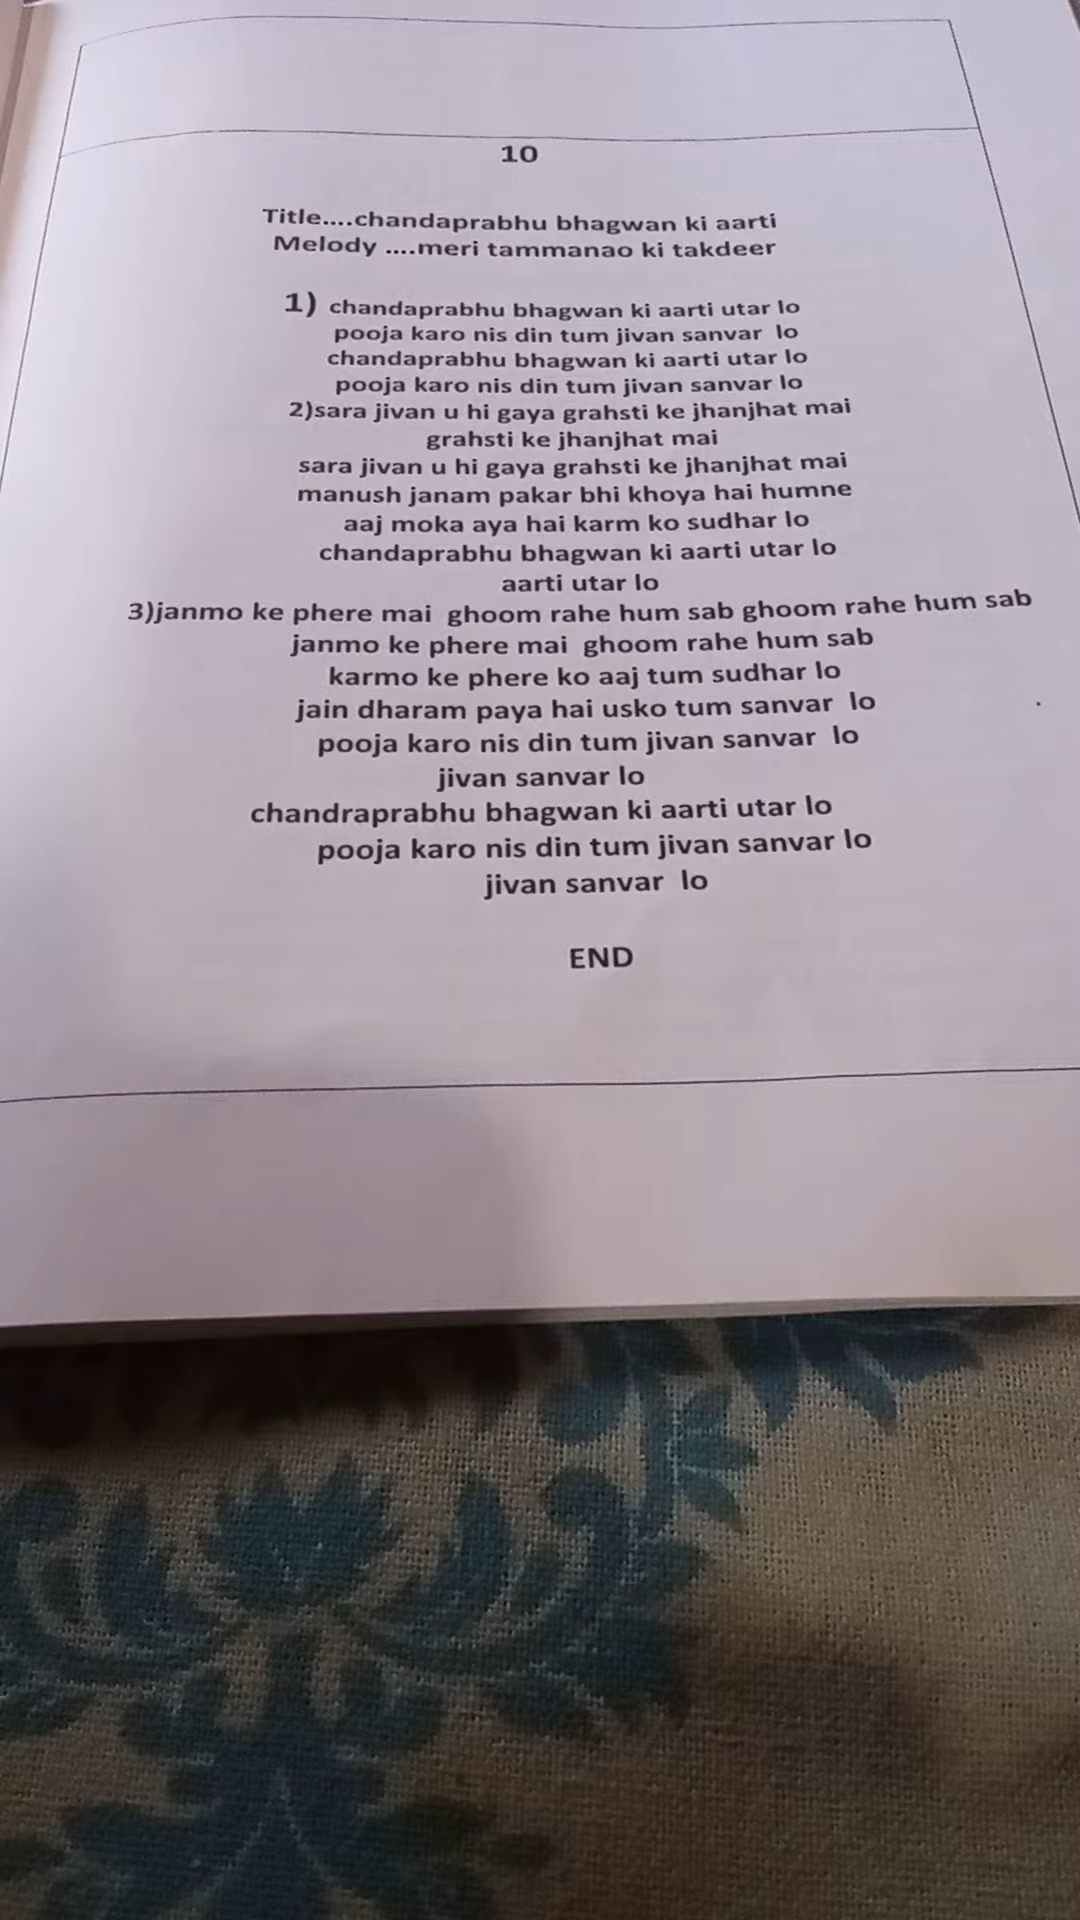 10
Title....chandaprabhu bhagwan ki aarti
Melody ....meri tammanao ki takdeer
1) chandaprabhu bhagwan ki aarti utar lo
pooja karo nis din tum jivan sanvar lo
chandaprabhu bhagwan ki aarti utar lo
pooja karo nis din tum jivan sanvar lo
2)sara jivan u hi gaya grahsti ke jhanjhat mai
grahsti ke jhanjhat mai
sara jivan u hi gaya grahsti ke jhanjhat mai
manush janam pakar bhi khoya hai humne
aaj moka aya hai karm ko sudhar lo
chandaprabhu bhagwan ki aarti utar lo
aarti utar lo
3)janmo ke phere mai ghoom rahe hum sab ghoom rahe hum sab
janmo ke phere mai ghoom rahe hum sab
karmo ke phere ko aaj tum sudhar lo
jain dharam paya hai usko tum sanvar lo
pooja karo nis din tum jivan sanvar lo
jivan sanvar lo
chandraprabhu bhagwan ki aarti utar lo
pooja karo nis din tum jivan sanvar lo
jivan sanvar lo
END